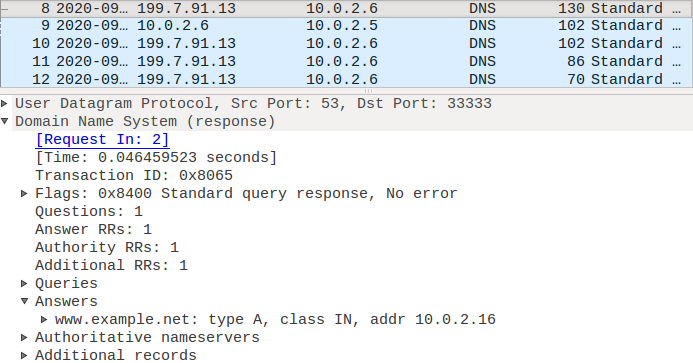 8 2020-09… 199.7.91.13 10.0.2.6 DNS 130 Standard …
9 2020-09… 10.0.2.6 10.0.2.5 DNS 102 Standard …
10 2020-09… 199.7.91.13 10.0.2.6 DNS 102 Standard …
11 2020-09… 199.7.91.13 10.0.2.6 DNS 86 Standard …
12 2020-09… 199.7.91.13 10.0.2.6 DNS 70 Standard …
User Datagram Protocol, Src Port: 53, Dst Port: 33333
Domain Name System (response)
[Request In: 2]
[Time: 0.046459523 seconds]
Transaction ID: 0x8065
Flags: 0x8400 Standard query response, No error
Questions: 1
Answer RRs: 1
Authority RRs: 1
Additional RRs: 1
Queries
Answers
www.example.net: type A, class IN, addr 10.0.2.16
Authoritative nameservers
Additional records